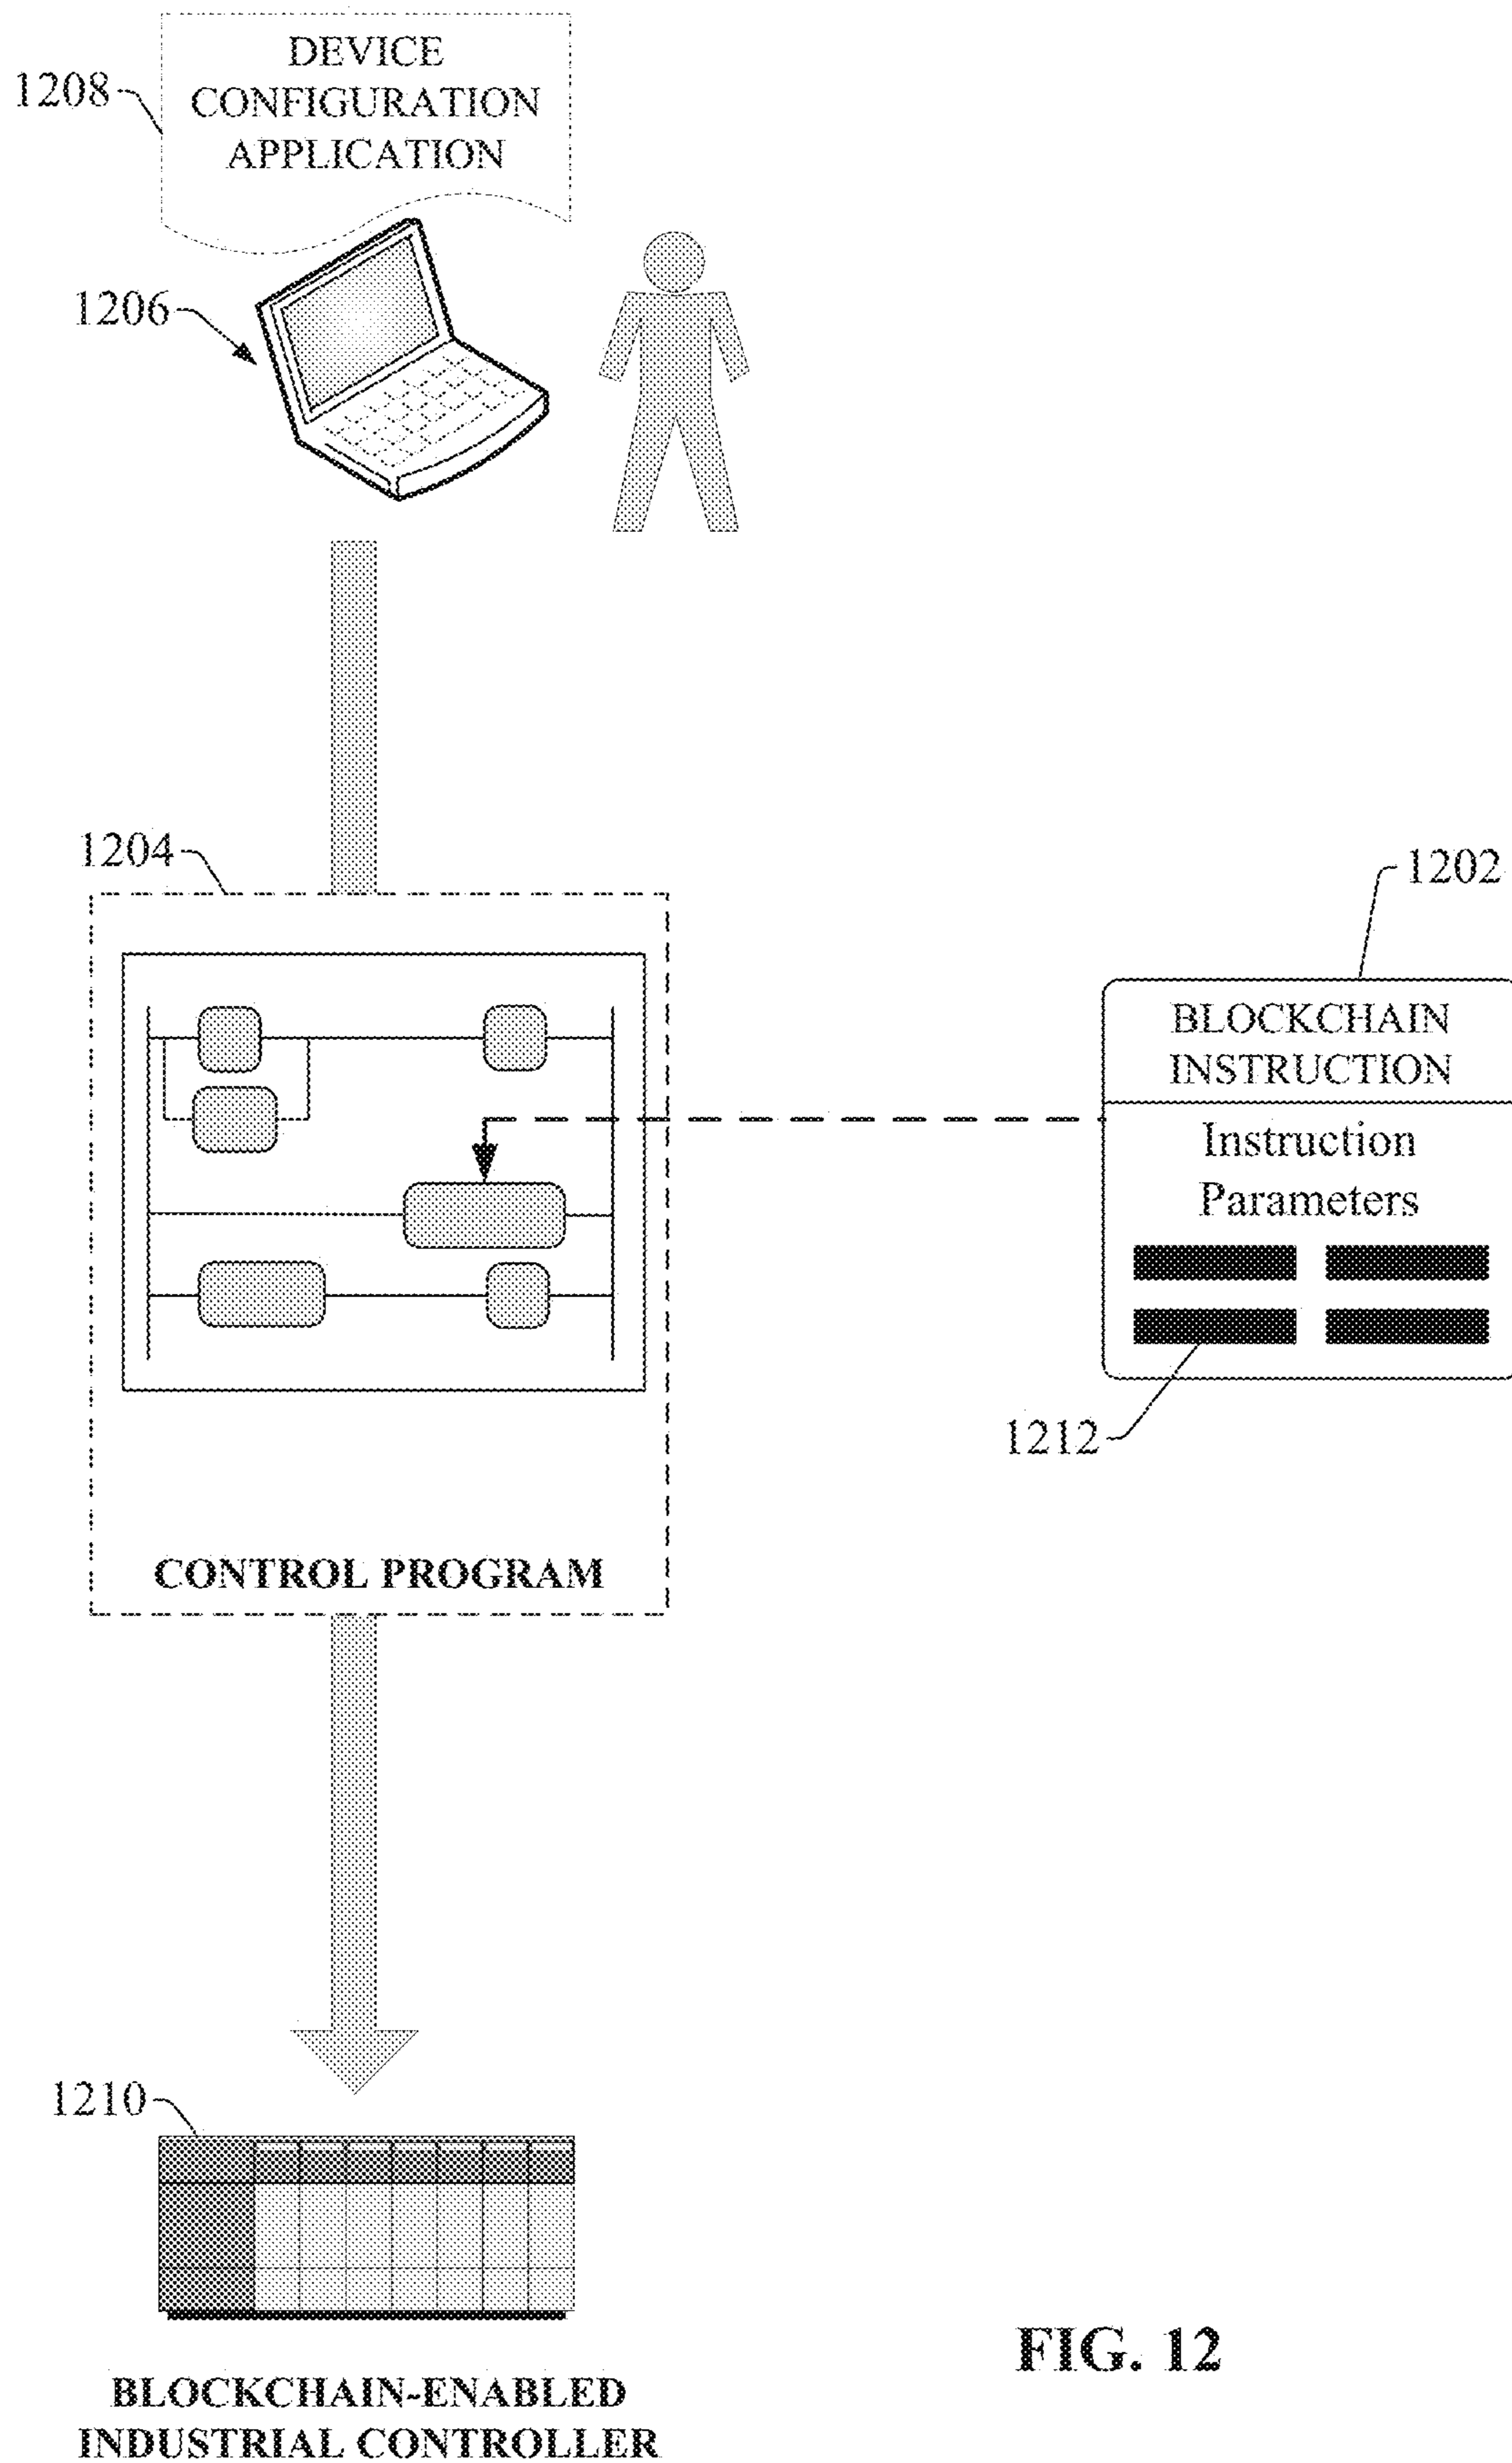 DEVICE
CONFIGURATION
APPLICATION
1208
1206
1204
1202
BLOCKCHAIN
INSTRUCTION
Instruction
Parameters
1212
CONTROL PROGRAM
1210
BLOCKCHAIN-ENABLED
INDUSTRIAL CONTROLLER
FIG. 12